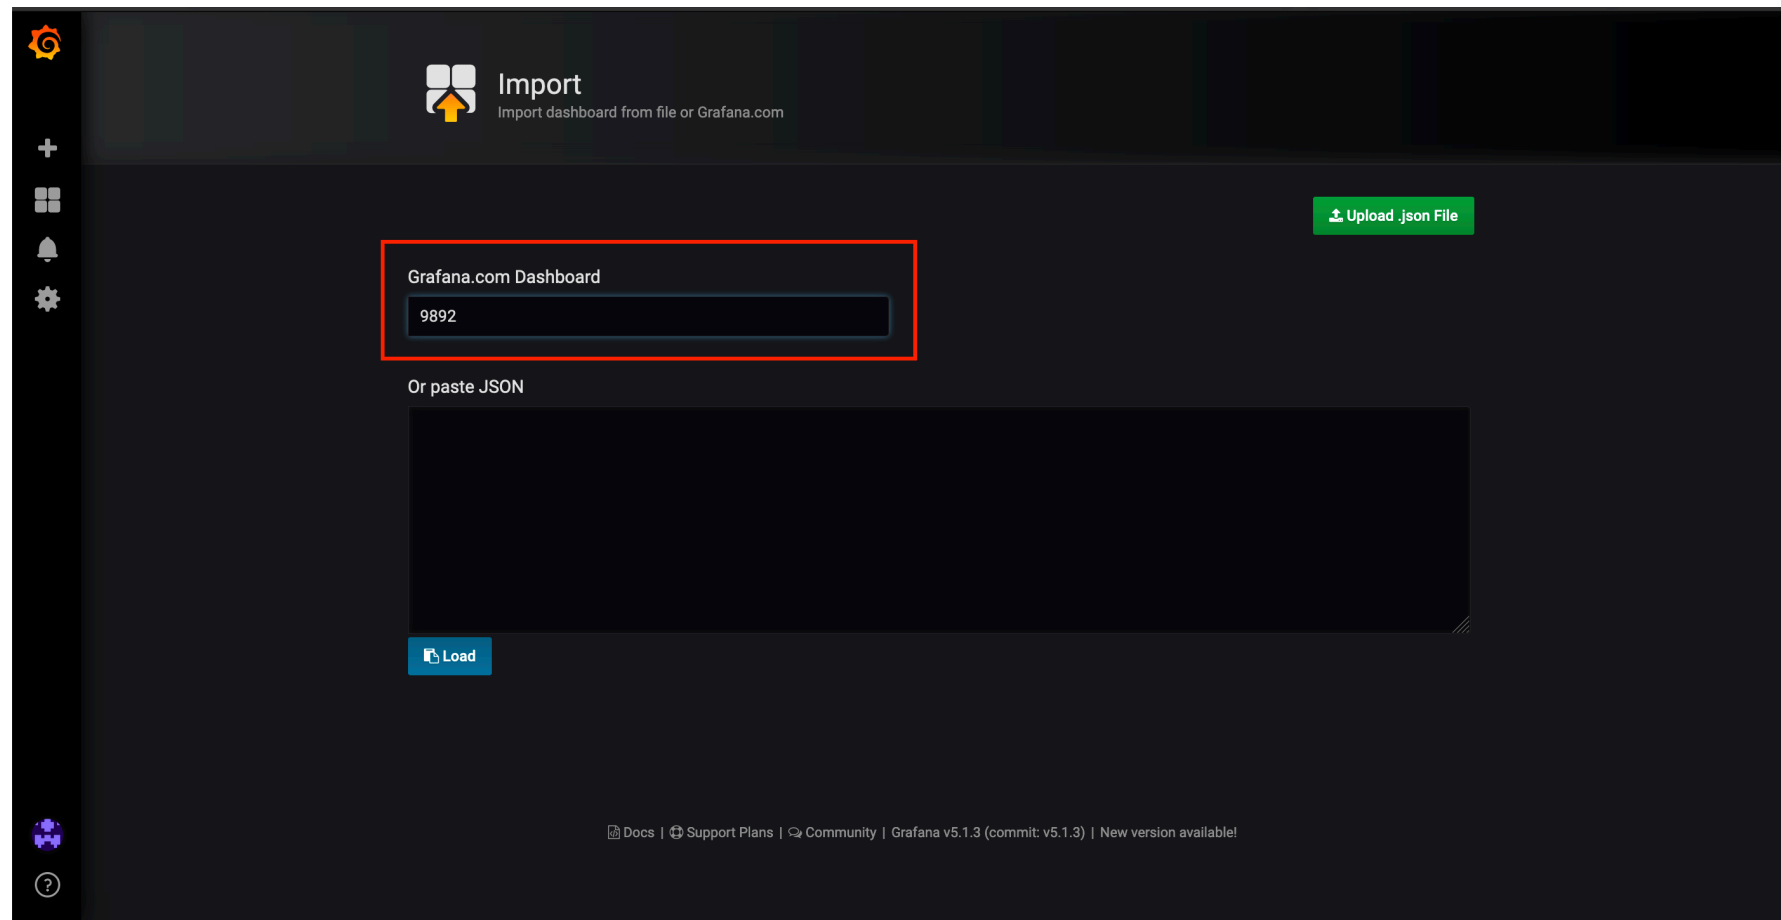 Import
Import dashboard from file or Grafana.com
Upload .json File
Grafana.com Dashboard
9892
Or paste JSON
Load
Docs | Support Plans | Community | Grafana v5.1.3 (commit: v5.1.3) | New version available!
?